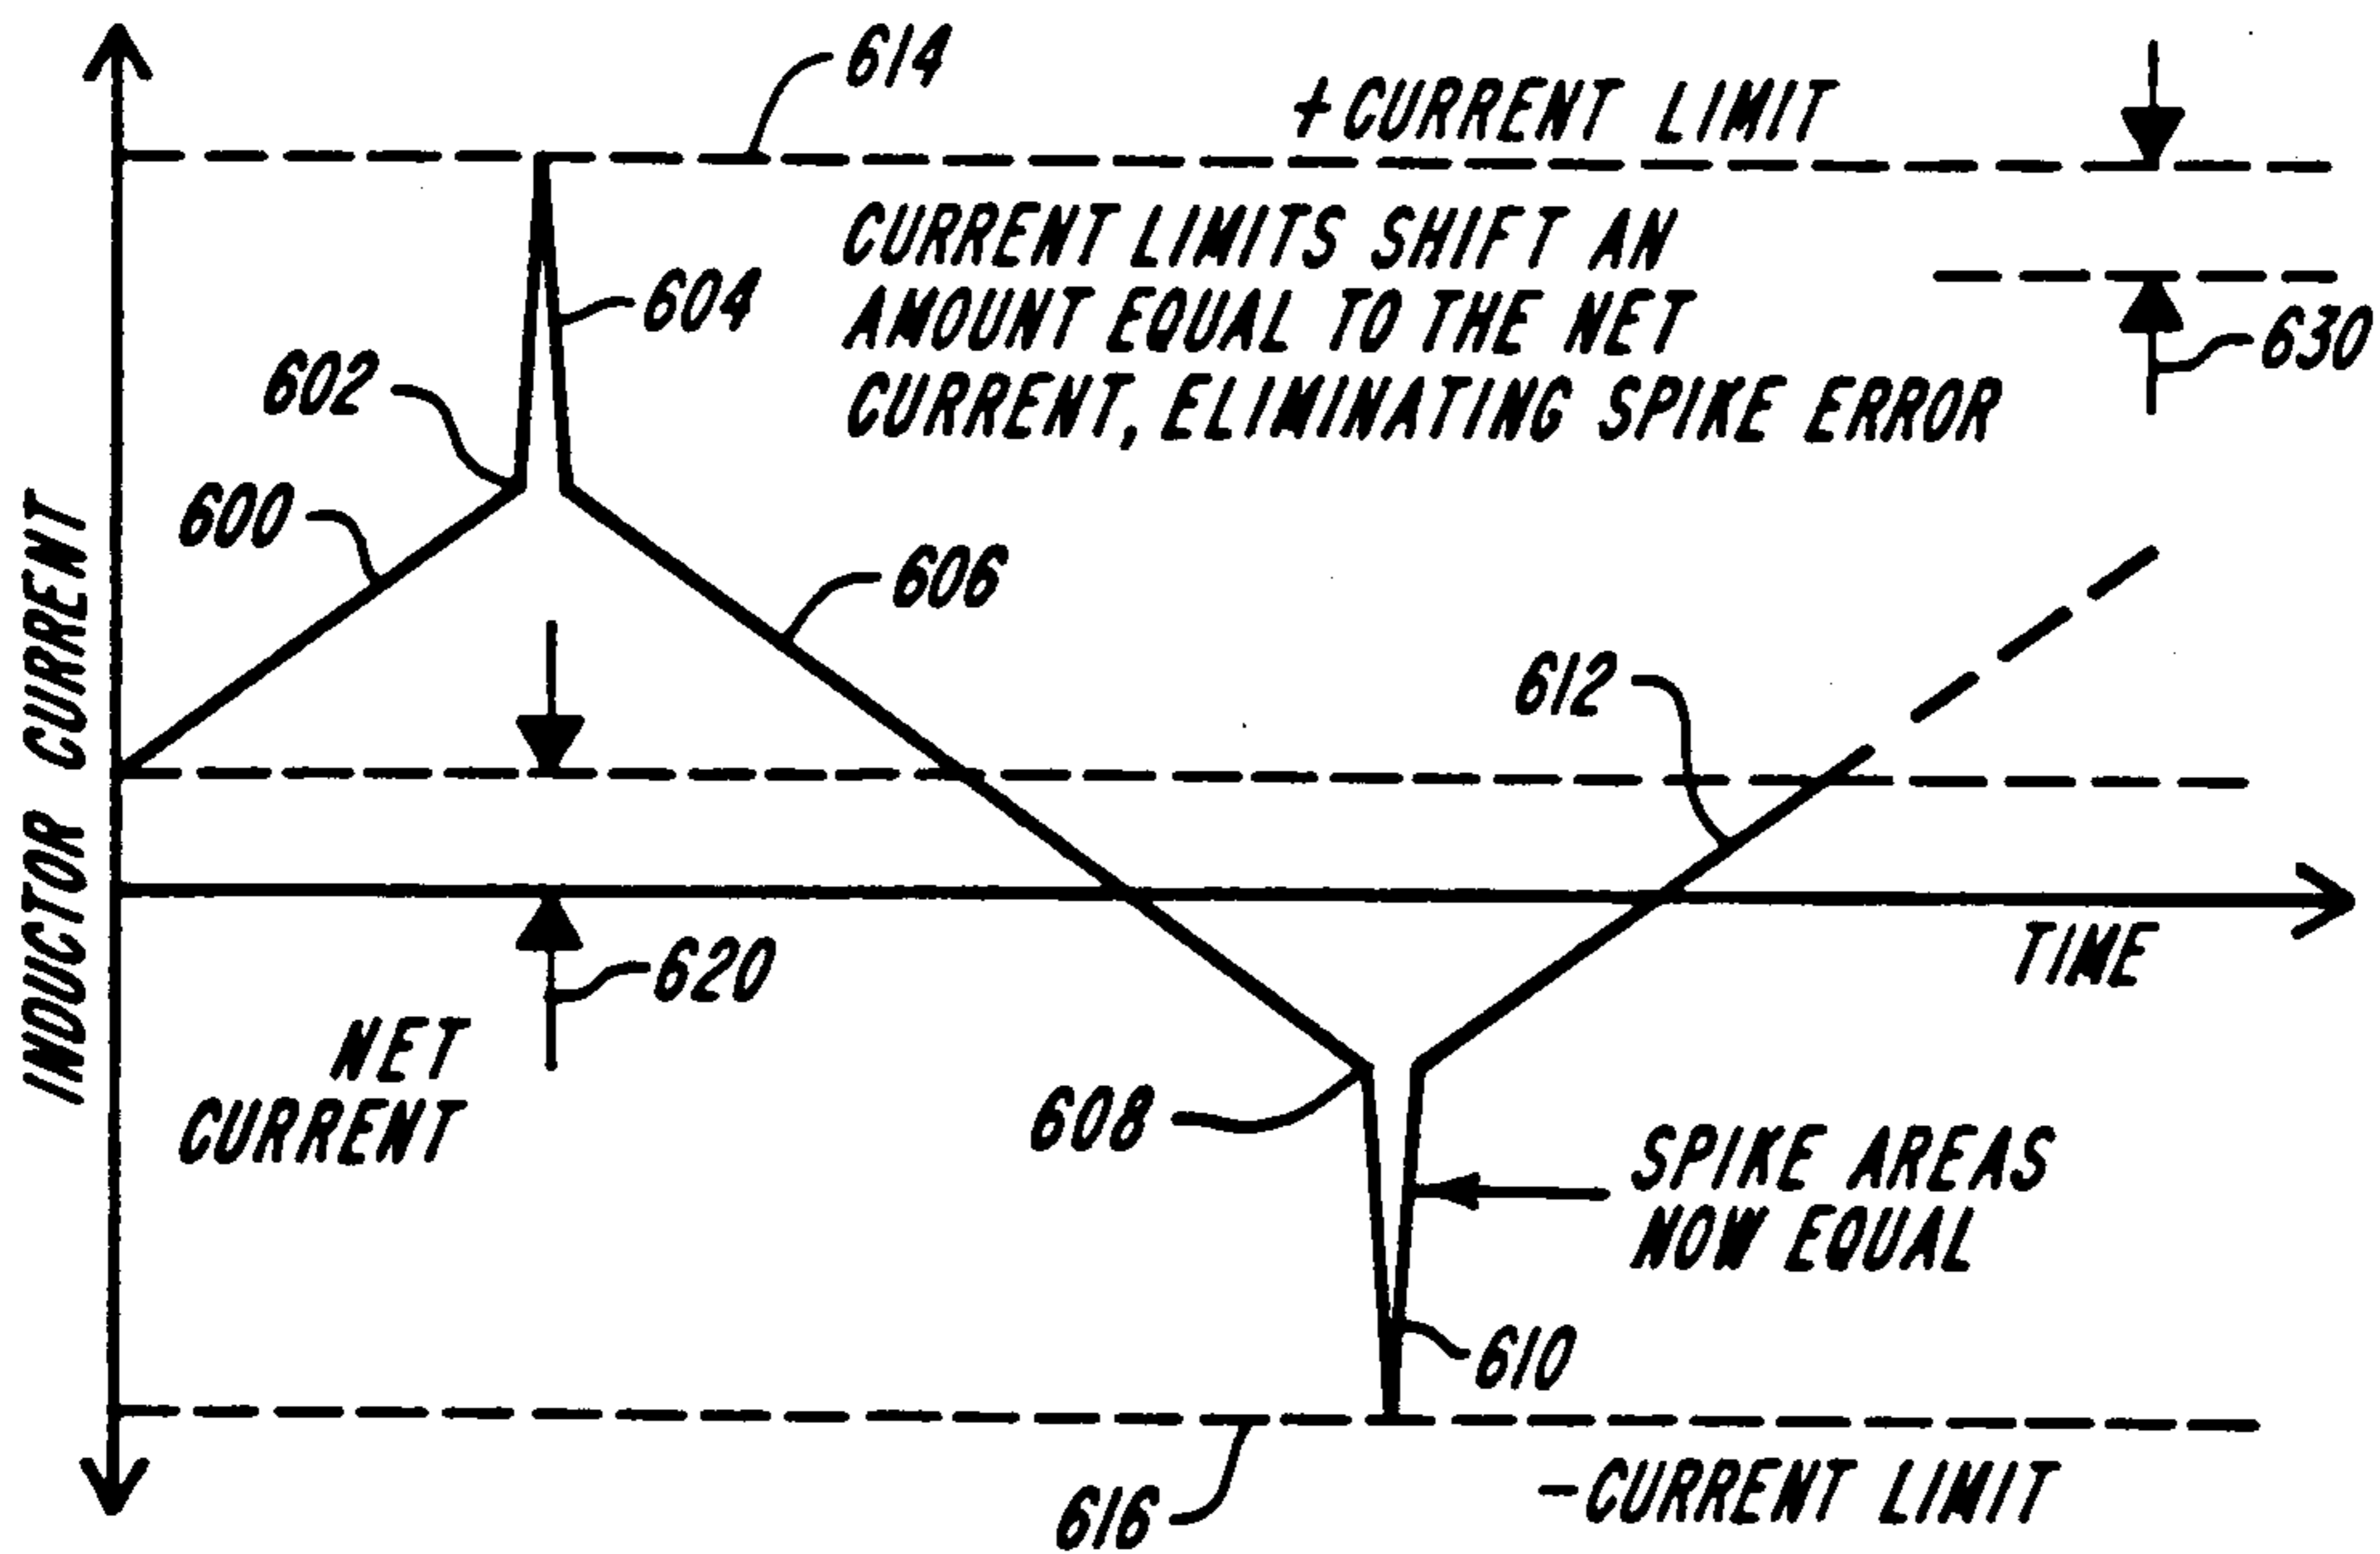 614
+CURRENT LIMIT
CURRENT LIMITS SHIFT AN
AMOUNT EQUAL TO THE NET
CURRENT, ELIMINATING SPIKE ERROR
604
630
602
600
606
612
INDUCTOR CURRENT
TIME
620
NET
CURRENT
608
SPIKE AREAS
NOW EQUAL
610
616
-CURRENT LIMIT